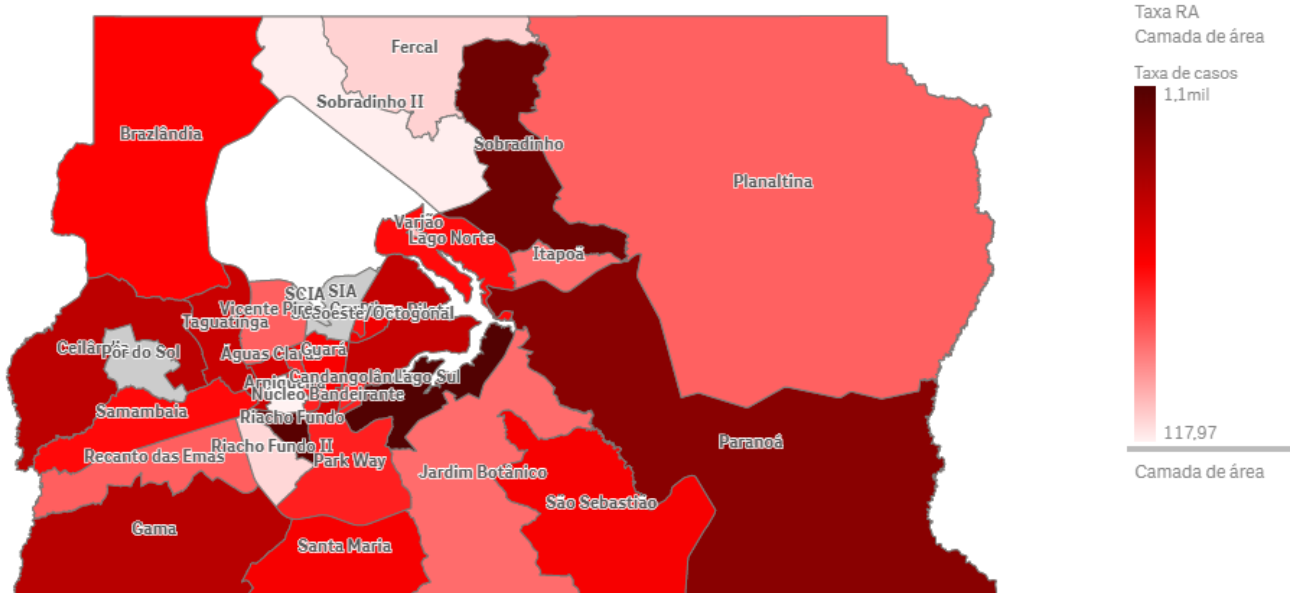 Taxa RA
Camada de área
Taxa de casos
1,1mil
117,97
Camada de área
Fercal
Sobradinho II
Brazlândia
Sobradinho
Planaltina
Varjão
Lago Norte
Itapoã
SCIA
SIA
Vicente Pires
Octogonal
Taguatinga
Ceilândia
Pôr do Sol
Águas Claras
Guará
Candangolân
Lago Sul
Núcleo Bandeirante
Samambaia
Riacho Fundo
Recanto das Emas
Riacho Fundo II
Park Way
Paranoá
Jardim Botânico
São Sebastião
Gama
Santa Maria